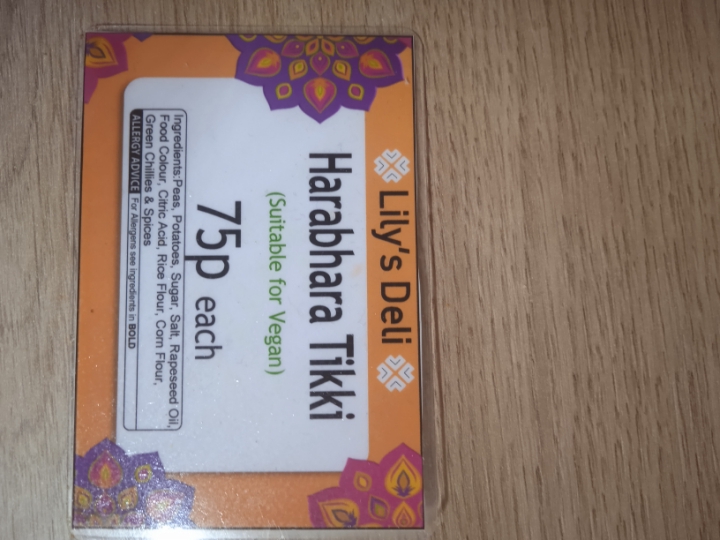 Lily's Deli
Harabhara Tikki
(Suitable for Vegan)
75p each
Ingredients:Peas, Potatoes, Sugar, Salt, Rapeseed Oil,
Food Colour, Citric Acid, Rice Flour, Corn Flour,
Green Chillies & Spices
ALLERGY ADVICE For Allergens see ingredients in BOLD